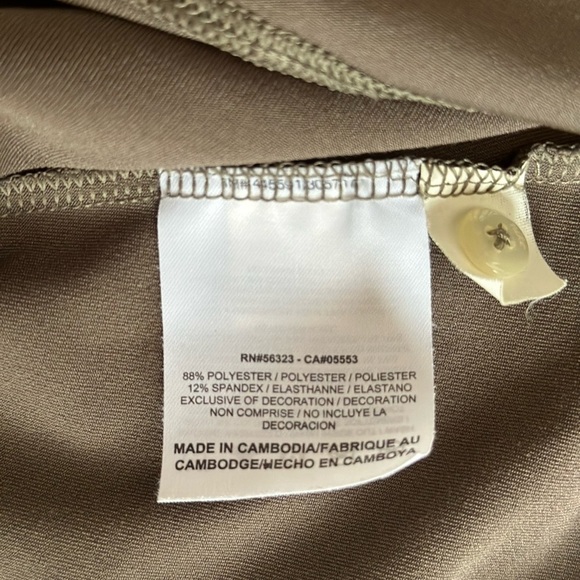 RN#56323 - CA#05553
88% POLYESTER / POLYESTER / POLIESTER
12% SPANDEX / ELASTHANNE / ELASTANO
EXCLUSIVE OF DECORATION / DECORATION
NON COMPRISE / NO INCLUYE LA
DECORACION
MADE IN CAMBODIA/FABRIQUE AU
CAMBODGE/HECHO EN CAMBOYA